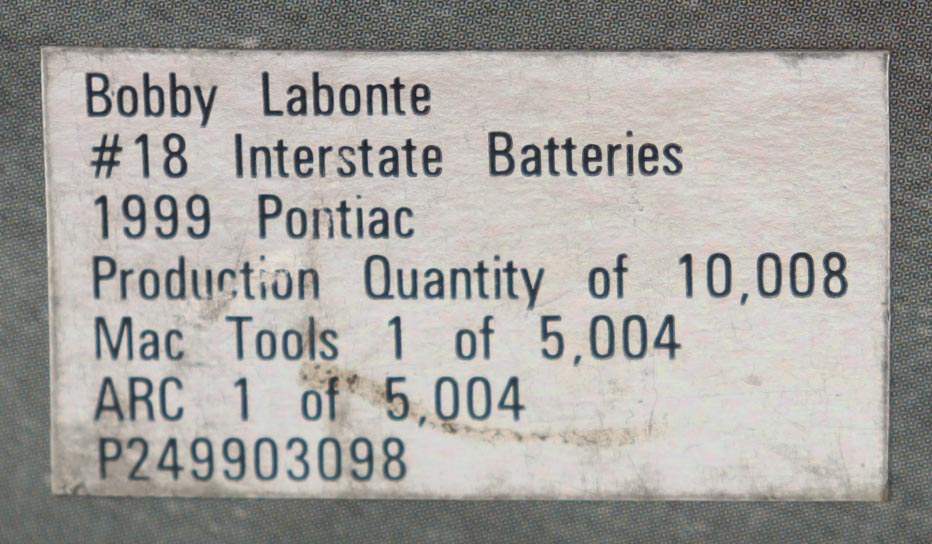 Bobby Labonte
#18 Interstate Batteries
1999 Pontiac
Production Quantity of 10,008
Mac Tools 1 of 5,004
ARC 1 of 5,004
P249903098